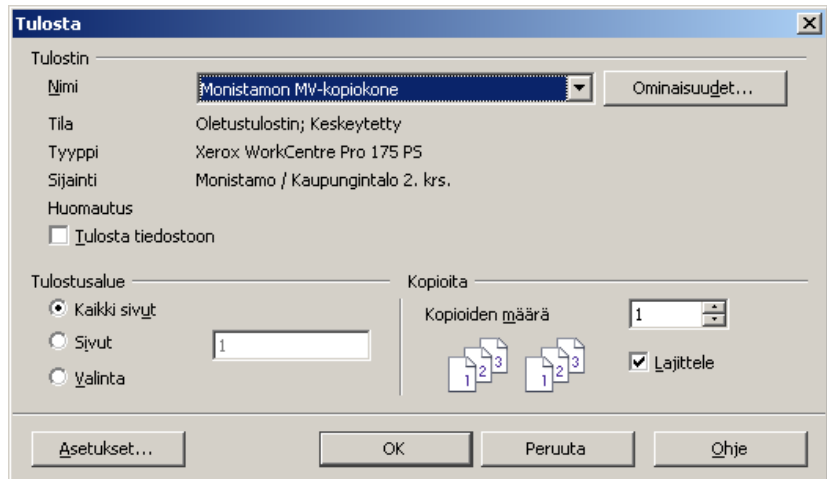 Tulosta
Tulostin
Nimi Monistamon MV-kopiokone Ominaisuudet...
Tila Oletustulostin; Keskeytetty
Tyyppi Xerox WorkCentre Pro 175 PS
Sijainti Monistamo / Kaupungintalo 2. krs.
Huomautus
Tulosta tiedostoon
Tulostusalue Kopioita
Kaikki sivut Kopioiden määrä 1
Sivut 1
1 2 3 1 2 3 Lajittele
Valinta
Asetukset... OK Peruuta Ohje